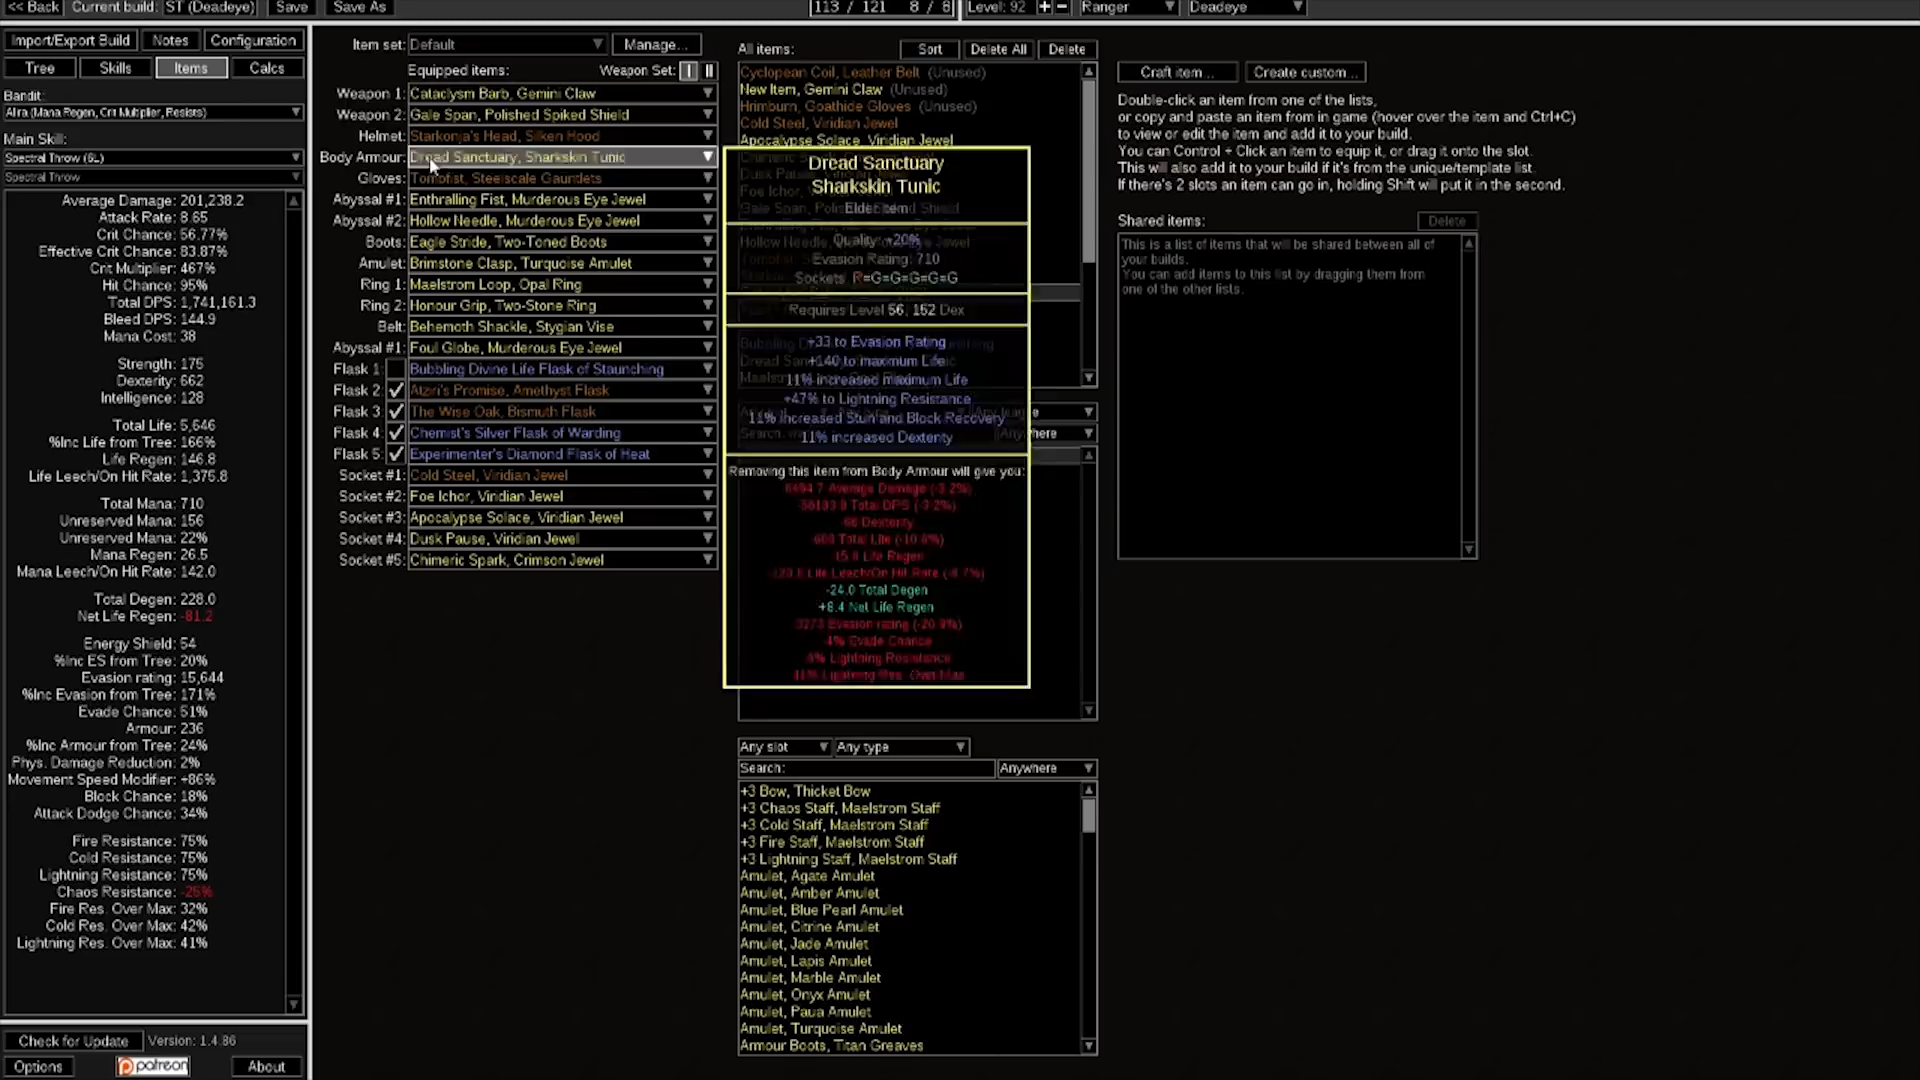 << Back
Current build: ST (Deadeye)
Save
Save As
113 / 121 8 / 8
Level: 92
+
-
Ranger
Deadeye
Import/Export Build
Notes
Configuration
Tree
Skills
Items
Calcs
Bandit:
Alira (Mana Regen, Crit Multiplier, Resists)
Main Skill:
Spectral Throw (6L)
Spectral Throw
Average Damage: 201,238.2
Attack Rate: 8.65
Crit Chance: 56.77%
Effective Crit Chance: 83.87%
Crit Multiplier: 467%
Hit Chance: 95%
Total DPS: 1,741,161.3
Bleed DPS: 144.9
Mana Cost: 38
Strength: 175
Dexterity: 662
Intelligence: 128
Total Life: 5,646
%Inc Life from Tree: 166%
Life Regen: 146.8
Life Leech/On Hit Rate: 1,375.8
Total Mana: 710
Unreserved Mana: 156
Unreserved Mana: 22%
Mana Regen: 26.5
Mana Leech/On Hit Rate: 142.0
Total Degen: 228.0
Net Life Regen: -81.2
Energy Shield: 54
%Inc ES from Tree: 20%
Evasion rating: 15,644
%Inc Evasion from Tree: 171%
Evade Chance: 51%
Armour: 236
%Inc Armour from Tree: 24%
Phys. Damage Reduction: 2%
Movement Speed Modifier: +86%
Block Chance: 18%
Attack Dodge Chance: 34%
Fire Resistance: 75%
Cold Resistance: 75%
Lightning Resistance: 75%
Chaos Resistance: -25%
Fire Res. Over Max: 32%
Cold Res. Over Max: 42%
Lightning Res. Over Max: 41%
Check for Update
Version: 1.4.86
Options
patreon
About
Item set: Default
Manage...
Equipped items:
Weapon Set: I II
Weapon 1: Cataclysm Barb, Gemini Claw
Weapon 2: Gale Span, Polished Spiked Shield
Helmet: Starkonja's Head, Silken Hood
Body Armour: Dread Sanctuary, Sharkskin Tunic
Gloves: Tombfist, Steelscale Gauntlets
Abyssal #1: Enthralling Fist, Murderous Eye Jewel
Abyssal #2: Hollow Needle, Murderous Eye Jewel
Boots: Eagle Stride, Two-Toned Boots
Amulet: Brimstone Clasp, Turquoise Amulet
Ring 1: Maelstrom Loop, Opal Ring
Ring 2: Honour Grip, Two-Stone Ring
Belt: Behemoth Shackle, Stygian Vise
Abyssal #1: Foul Globe, Murderous Eye Jewel
Flask 1: Bubbling Divine Life Flask of Staunching
Flask 2: Atziri's Promise, Amethyst Flask
Flask 3: The Wise Oak, Bismuth Flask
Flask 4: Chemist's Silver Flask of Warding
Flask 5: Experimenter's Diamond Flask of Heat
Socket #1: Cold Steel, Viridian Jewel
Socket #2: Foe Ichor, Viridian Jewel
Socket #3: Apocalypse Solace, Viridian Jewel
Socket #4: Dusk Pause, Viridian Jewel
Socket #5: Chimeric Spark, Crimson Jewel
All items:
Sort
Delete All
Delete
Cyclopean Coil, Leather Belt (Unused)
New Item, Gemini Claw (Unused)
Hrimburn, Goathide Gloves (Unused)
Cold Steel, Viridian Jewel
Apocalypse Solace, Viridian Jewel
Dread Sanctuary
Sharkskin Tunic
Elder Item
Quality: +20%
Evasion Rating: 710
Sockets: R=G=G=G=G=G
Requires Level 56, 152 Dex
+33 to Evasion Rating
+140 to maximum Life
11% increased maximum Life
+47% to Lightning Resistance
11% increased Stun and Block Recovery
11% increased Dexterity
Removing this item from Body Armour will give you:
Average Damage (-3.2%)
Total DPS (-3.2%)
Dexterity
Life Regen
Life Leech/On Hit Rate
-24.0 Total Degen
+8.4 Net Life Regen
Evasion rating
-4% Evade Chance
Lightning Resistance
Lightning Res. Over Max
Any slot
Any type
Search:
Anywhere
+3 Bow, Thicket Bow
+3 Chaos Staff, Maelstrom Staff
+3 Cold Staff, Maelstrom Staff
+3 Fire Staff, Maelstrom Staff
+3 Lightning Staff, Maelstrom Staff
Amulet, Agate Amulet
Amulet, Amber Amulet
Amulet, Blue Pearl Amulet
Amulet, Citrine Amulet
Amulet, Jade Amulet
Amulet, Lapis Amulet
Amulet, Marble Amulet
Amulet, Onyx Amulet
Amulet, Paua Amulet
Amulet, Turquoise Amulet
Armour Boots, Titan Greaves
Craft item...
Create custom...
Double-click an item from one of the lists,
or copy and paste an item from in game (hover over the item and Ctrl+C)
to view or edit the item and add it to your build.
You can Control + Click an item to equip it, or drag it onto the slot.
This will also add it to your build if it's from the unique/template list.
If there's 2 slots an item can go in, holding Shift will put it in the second.
Shared items:
Delete
This is a list of items that will be shared between all of
your builds.
You can add items to this list by dragging them from
one of the other lists.